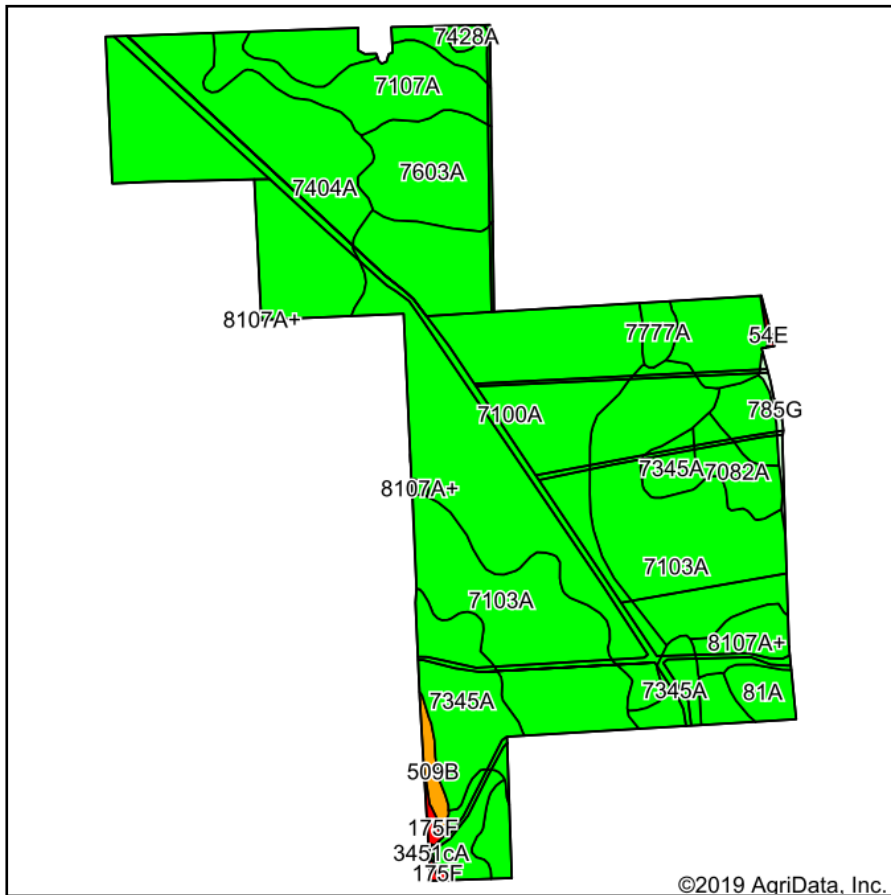 7428A
7107A
7603A
7404A
8107A+
7777A
54E
785G
7100A
7345A
7082A
8107A+
7103A
7103A
8107A+
7345A
81A
7345A
509B
175F
3451cA
175F
©2019 AgriData, Inc.